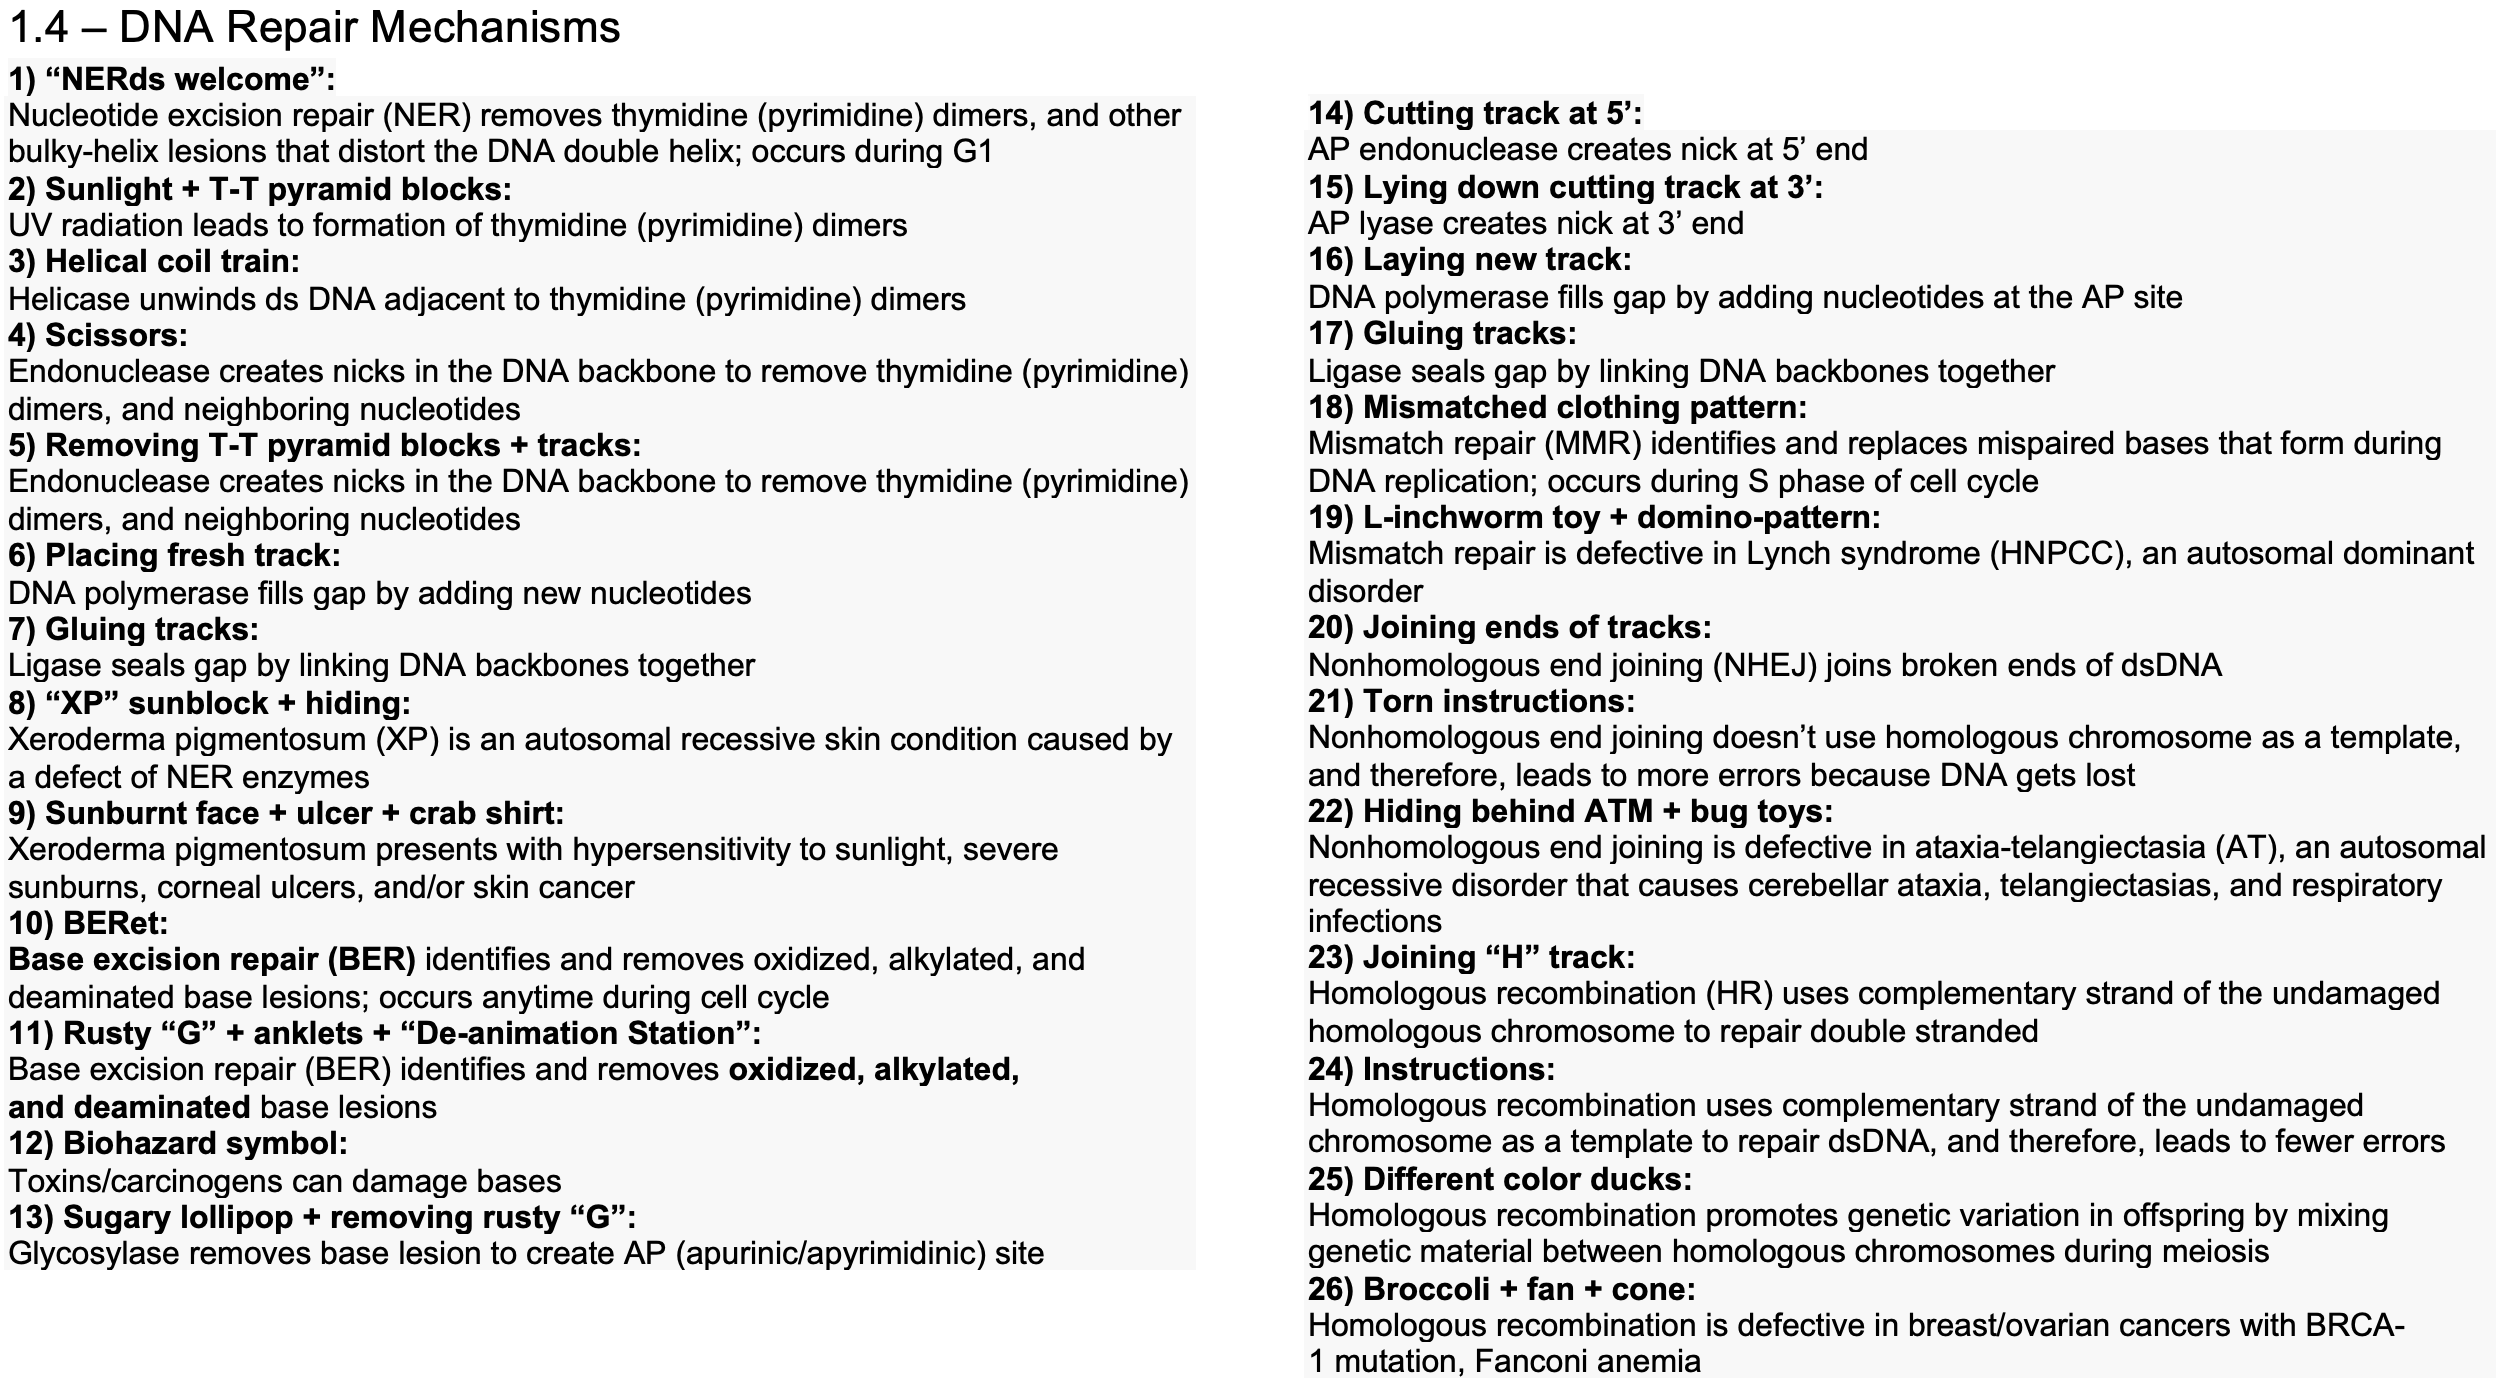 1.4 – DNA Repair Mechanisms
1) “NERds welcome”:
Nucleotide excision repair (NER) removes thymidine (pyrimidine) dimers, and other
bulky-helix lesions that distort the DNA double helix; occurs during G1
2) Sunlight + T-T pyramid blocks:
UV radiation leads to formation of thymidine (pyrimidine) dimers
3) Helical coil train:
Helicase unwinds ds DNA adjacent to thymidine (pyrimidine) dimers
4) Scissors:
Endonuclease creates nicks in the DNA backbone to remove thymidine (pyrimidine)
dimers, and neighboring nucleotides
5) Removing T-T pyramid blocks + tracks:
Endonuclease creates nicks in the DNA backbone to remove thymidine (pyrimidine)
dimers, and neighboring nucleotides
6) Placing fresh track:
DNA polymerase fills gap by adding new nucleotides
7) Gluing tracks:
Ligase seals gap by linking DNA backbones together
8) “XP” sunblock + hiding:
Xeroderma pigmentosum (XP) is an autosomal recessive skin condition caused by
a defect of NER enzymes
9) Sunburnt face + ulcer + crab shirt:
Xeroderma pigmentosum presents with hypersensitivity to sunlight, severe
sunburns, corneal ulcers, and/or skin cancer
10) BERet:
Base excision repair (BER) identifies and removes oxidized, alkylated, and
deaminated base lesions; occurs anytime during cell cycle
11) Rusty “G” + anklets + “De-animation Station”:
Base excision repair (BER) identifies and removes oxidized, alkylated,
and deaminated base lesions
12) Biohazard symbol:
Toxins/carcinogens can damage bases
13) Sugary lollipop + removing rusty “G”:
Glycosylase removes base lesion to create AP (apurinic/apyrimidinic) site
14) Cutting track at 5’:
AP endonuclease creates nick at 5’ end
15) Lying down cutting track at 3’:
AP lyase creates nick at 3’ end
16) Laying new track:
DNA polymerase fills gap by adding nucleotides at the AP site
17) Gluing tracks:
Ligase seals gap by linking DNA backbones together
18) Mismatched clothing pattern:
Mismatch repair (MMR) identifies and replaces mispaired bases that form during
DNA replication; occurs during S phase of cell cycle
19) L-inchworm toy + domino-pattern:
Mismatch repair is defective in Lynch syndrome (HNPCC), an autosomal dominant
disorder
20) Joining ends of tracks:
Nonhomologous end joining (NHEJ) joins broken ends of dsDNA
21) Torn instructions:
Nonhomologous end joining doesn’t use homologous chromosome as a template,
and therefore, leads to more errors because DNA gets lost
22) Hiding behind ATM + bug toys:
Nonhomologous end joining is defective in ataxia-telangiectasia (AT), an autosomal
recessive disorder that causes cerebellar ataxia, telangiectasias, and respiratory
infections
23) Joining “H” track:
Homologous recombination (HR) uses complementary strand of the undamaged
homologous chromosome to repair double stranded
24) Instructions:
Homologous recombination uses complementary strand of the undamaged
chromosome as a template to repair dsDNA, and therefore, leads to fewer errors
25) Different color ducks:
Homologous recombination promotes genetic variation in offspring by mixing
genetic material between homologous chromosomes during meiosis
26) Broccoli + fan + cone:
Homologous recombination is defective in breast/ovarian cancers with BRCA-
1 mutation, Fanconi anemia